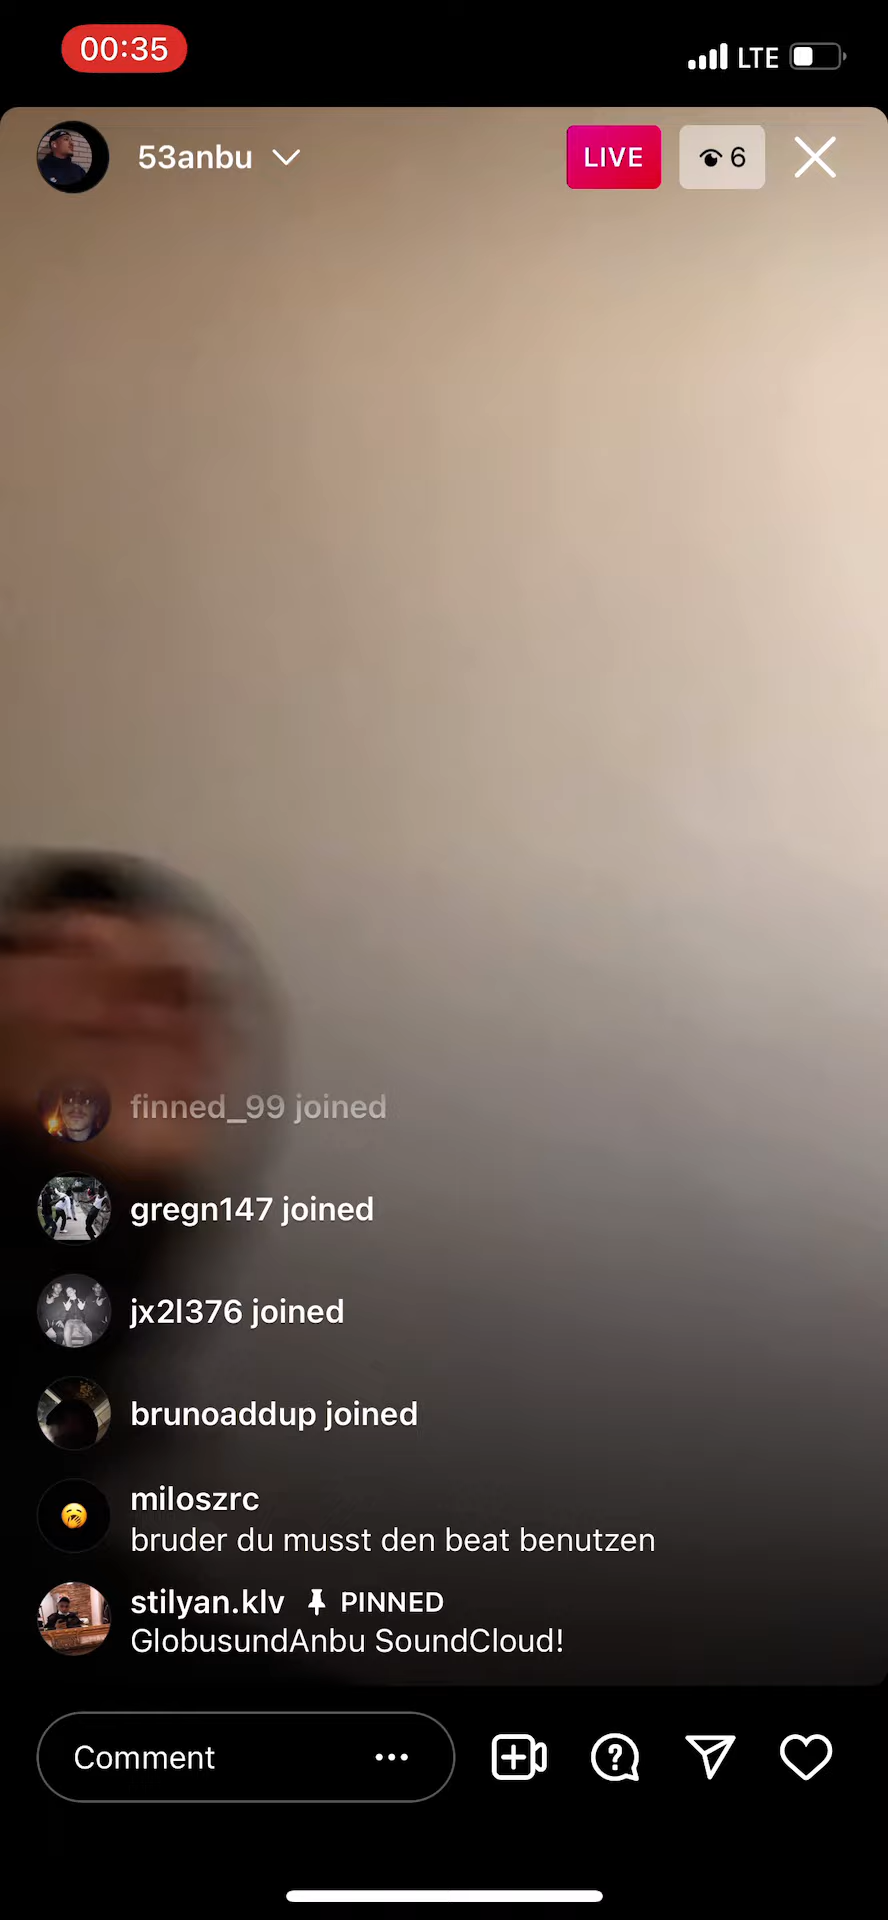 00:35
LTE
53anbu
LIVE
6
finned_99 joined
gregn147 joined
jx2l376 joined
brunoaddup joined
miloszrc
bruder du musst den beat benutzen
stilyan.klv PINNED
GlobusundAnbu SoundCloud!
Comment